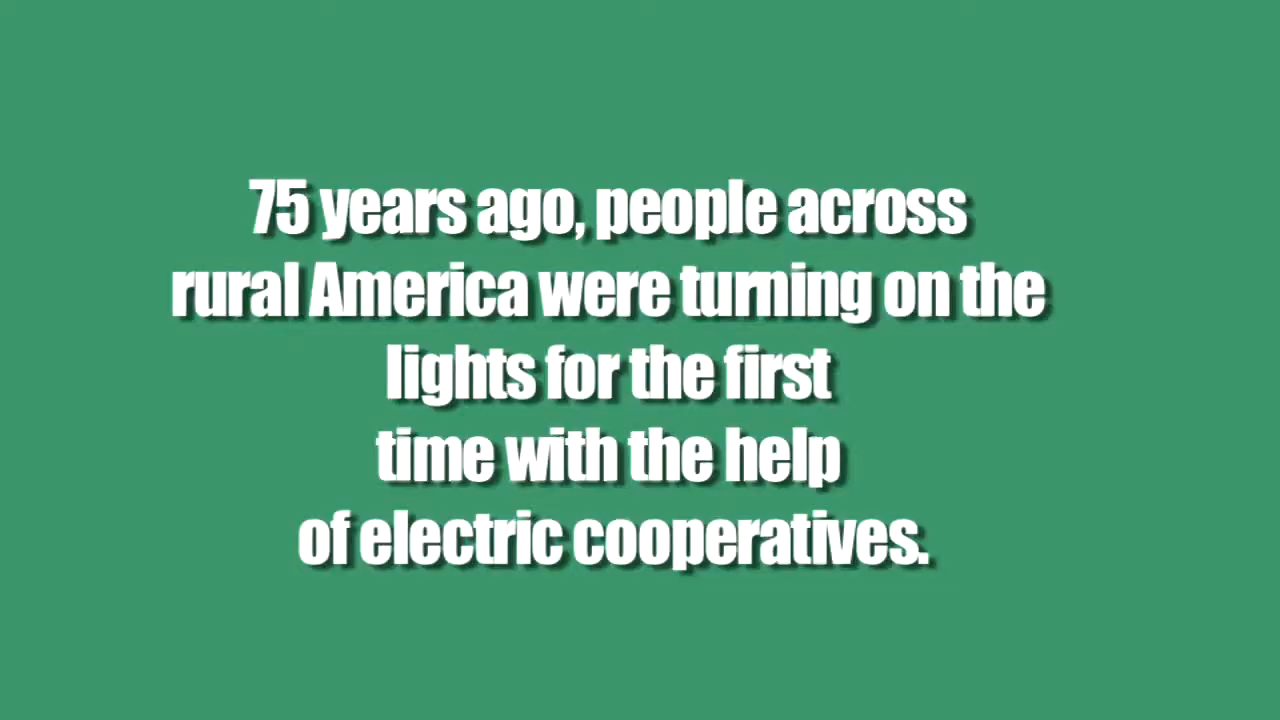 75 years ago, people across
rural America were turning on the
lights for the first
time with the help
of electric cooperatives.